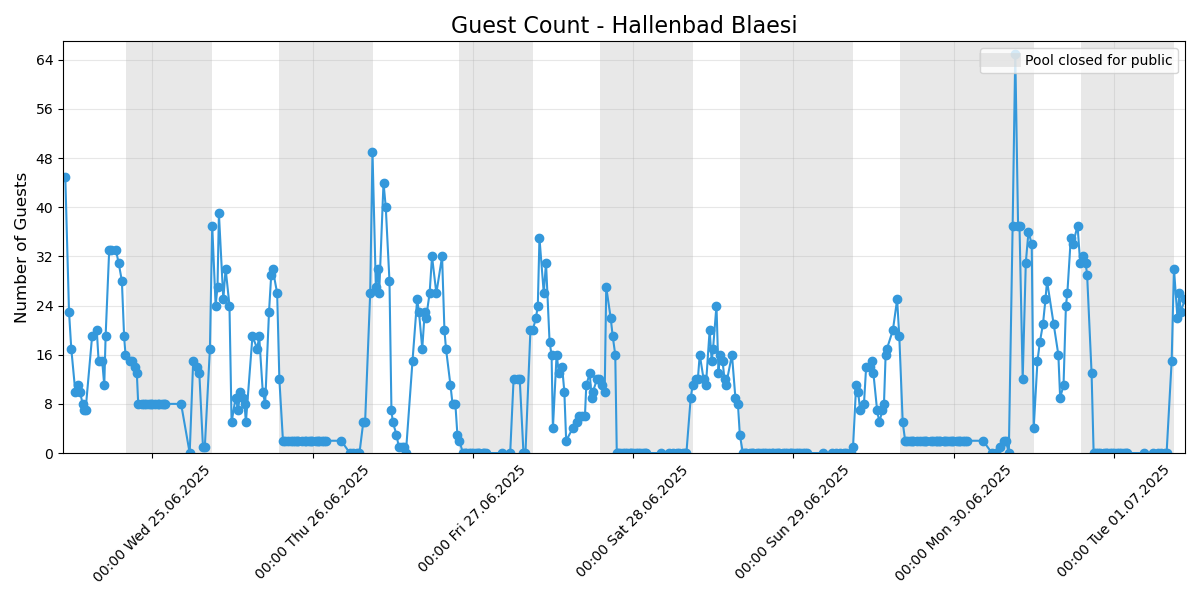 Guest Count - Hallenbad Blaesi
Pool closed for public
Number of Guests
64
56
48
40
32
24
16
8
0
00:00 Wed 25.06.2025
00:00 Thu 26.06.2025
00:00 Fri 27.06.2025
00:00 Sat 28.06.2025
00:00 Sun 29.06.2025
00:00 Mon 30.06.2025
00:00 Tue 01.07.2025